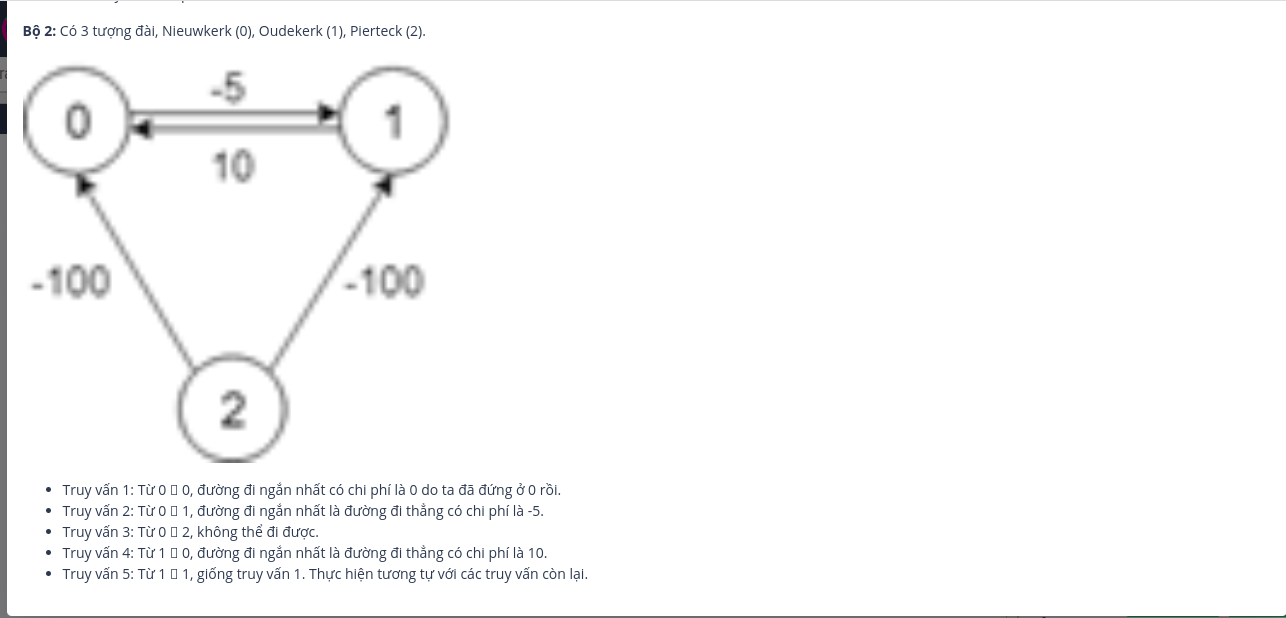 Bộ 2: Có 3 tượng đài, Nieuwkerk (0), Oudekerk (1), Pierteck (2).
-5
0
1
10
-100
-100
2
Truy vấn 1: Từ 0 ▯ 0, đường đi ngắn nhất có chi phí là 0 do ta đã đứng ở 0 rồi.
Truy vấn 2: Từ 0 ▯ 1, đường đi ngắn nhất là đường đi thẳng có chi phí là -5.
Truy vấn 3: Từ 0 ▯ 2, không thể đi được.
Truy vấn 4: Từ 1 ▯ 0, đường đi ngắn nhất là đường đi thẳng có chi phí là 10.
Truy vấn 5: Từ 1 ▯ 1, giống truy vấn 1. Thực hiện tương tự với các truy vấn còn lại.